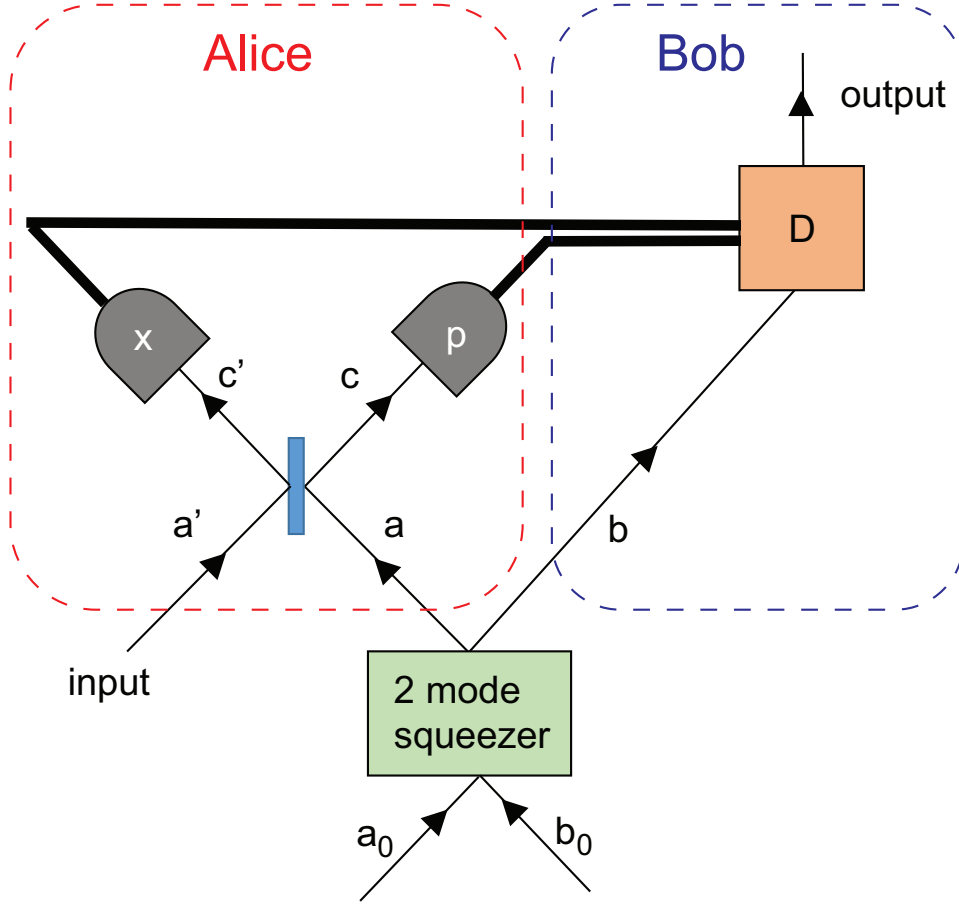 Alice
Bob
output
D
x
p
c’
c
a’
a
b
input
2 mode
squeezer
a₀
b₀